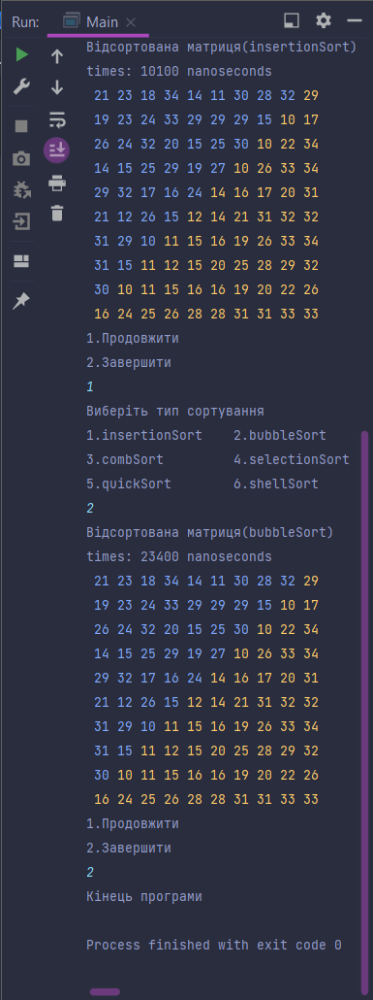 Run: Main
Відсортована матриця(insertionSort)
times: 10100 nanoseconds
21 23 18 34 14 11 30 28 32 29
19 23 24 33 29 29 29 15 10 17
26 24 32 20 15 25 30 10 22 34
14 15 25 29 19 27 10 26 33 34
29 32 17 16 24 14 16 17 20 31
21 12 26 15 12 14 21 31 32 32
31 29 10 11 15 16 19 26 33 34
31 15 11 12 15 20 25 28 29 32
30 10 11 15 16 16 19 20 22 26
16 24 25 26 28 28 31 31 33 33
1.Продовжити
2.Завершити
1
Виберіть тип сортування
1.insertionSort 2.bubbleSort
3.combSort 4.selectionSort
5.quickSort 6.shellSort
2
Відсортована матриця(bubbleSort)
times: 23400 nanoseconds
21 23 18 34 14 11 30 28 32 29
19 23 24 33 29 29 29 15 10 17
26 24 32 20 15 25 30 10 22 34
14 15 25 29 19 27 10 26 33 34
29 32 17 16 24 14 16 17 20 31
21 12 26 15 12 14 21 31 32 32
31 29 10 11 15 16 19 26 33 34
31 15 11 12 15 20 25 28 29 32
30 10 11 15 16 16 19 20 22 26
16 24 25 26 28 28 31 31 33 33
1.Продовжити
2.Завершити
2
Кінець програми
Process finished with exit code 0